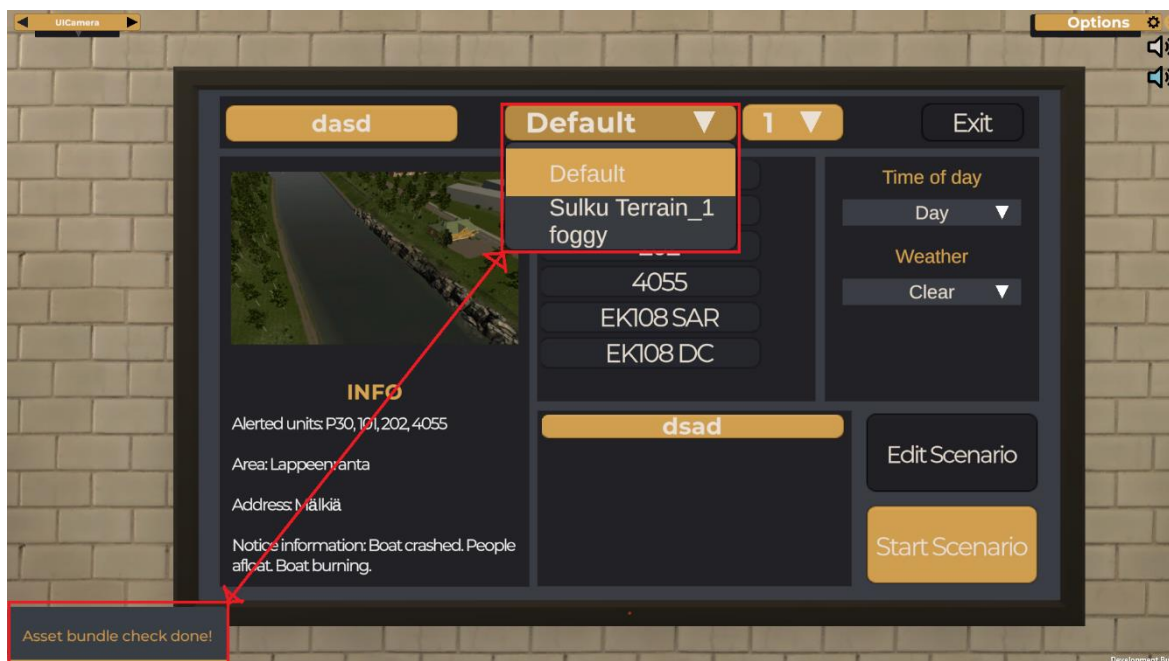 UICamera
Options
dasd
Default
1
Exit
Default
Sulku Terrain_1
foggy
4055
EK108 SAR
EK108 DC
Time of day
Day
Weather
Clear
INFO
Alerted units: P30, 101, 202, 4055
Area: Lappeenranta
Address: Mälkiä
Notice information: Boat crashed. People
afloat. Boat burning.
dsad
Edit Scenario
Start Scenario
Asset bundle check done!
Development